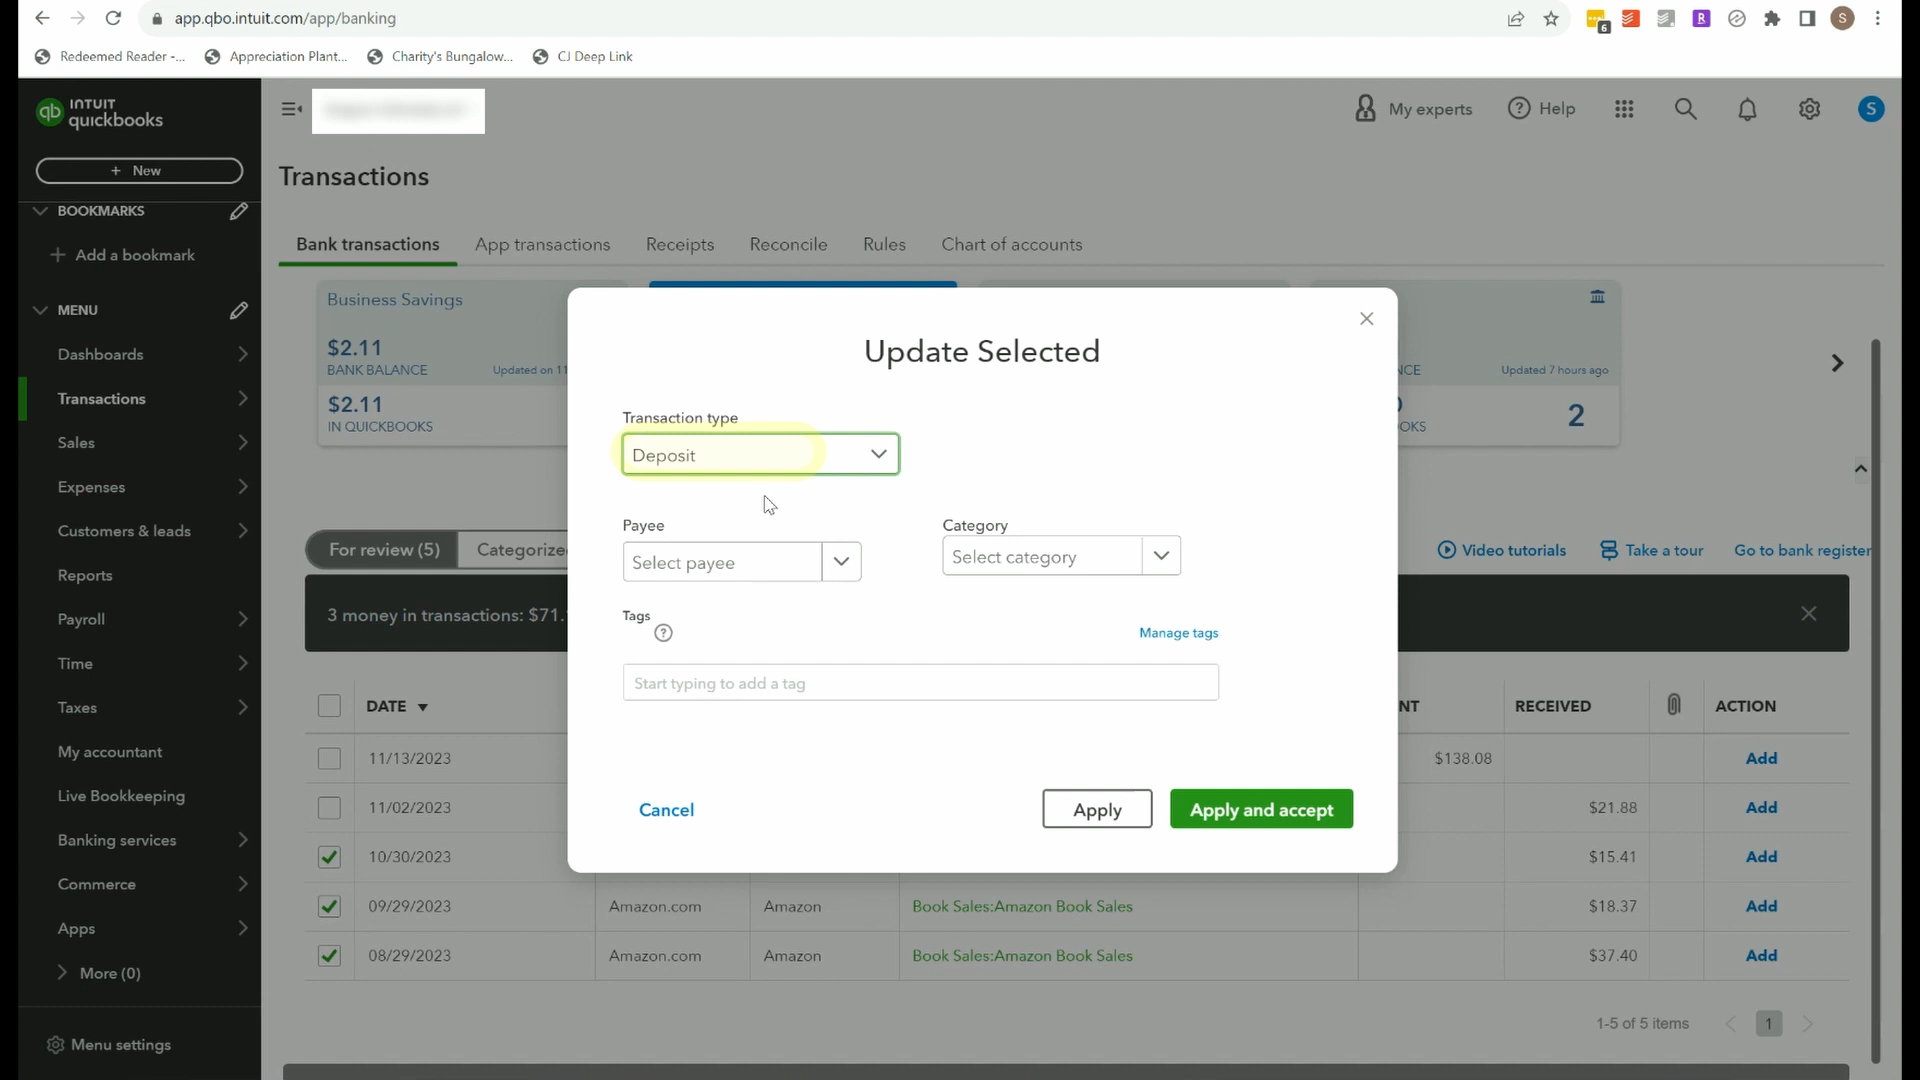 app.qbo.intuit.com/app/banking
6
R
S
Redeemed Reader -...
Appreciation Plant...
Charity's Bungalow...
CJ Deep Link
qb INTUIT
quickbooks
My experts
? Help
S
+ New
Transactions
BOOKMARKS
+ Add a bookmark
Bank transactions
App transactions
Receipts
Reconcile
Rules
Chart of accounts
MENU
Dashboards
Transactions
Sales
Expenses
Customers & leads
Reports
Payroll
Time
Taxes
My accountant
Live Bookkeeping
Banking services
Commerce
Apps
More (0)
Menu settings
Business Savings
$2.11
BANK BALANCE
Updated on 11
$2.11
IN QUICKBOOKS
NCE
Updated 7 hours ago
OKS
2
Update Selected
Transaction type
Deposit
Payee
Category
Select payee
Select category
Tags
?
Manage tags
Start typing to add a tag
Cancel
Apply
Apply and accept
For review (5)
Categorize
Video tutorials
Take a tour
Go to bank register
3 money in transactions: $71.
DATE
NT
RECEIVED
ACTION
11/13/2023
$138.08
Add
11/02/2023
$21.88
Add
10/30/2023
$15.41
Add
09/29/2023
Amazon.com
Amazon
Book Sales:Amazon Book Sales
$18.37
Add
08/29/2023
Amazon.com
Amazon
Book Sales:Amazon Book Sales
$37.40
Add
1-5 of 5 items
1